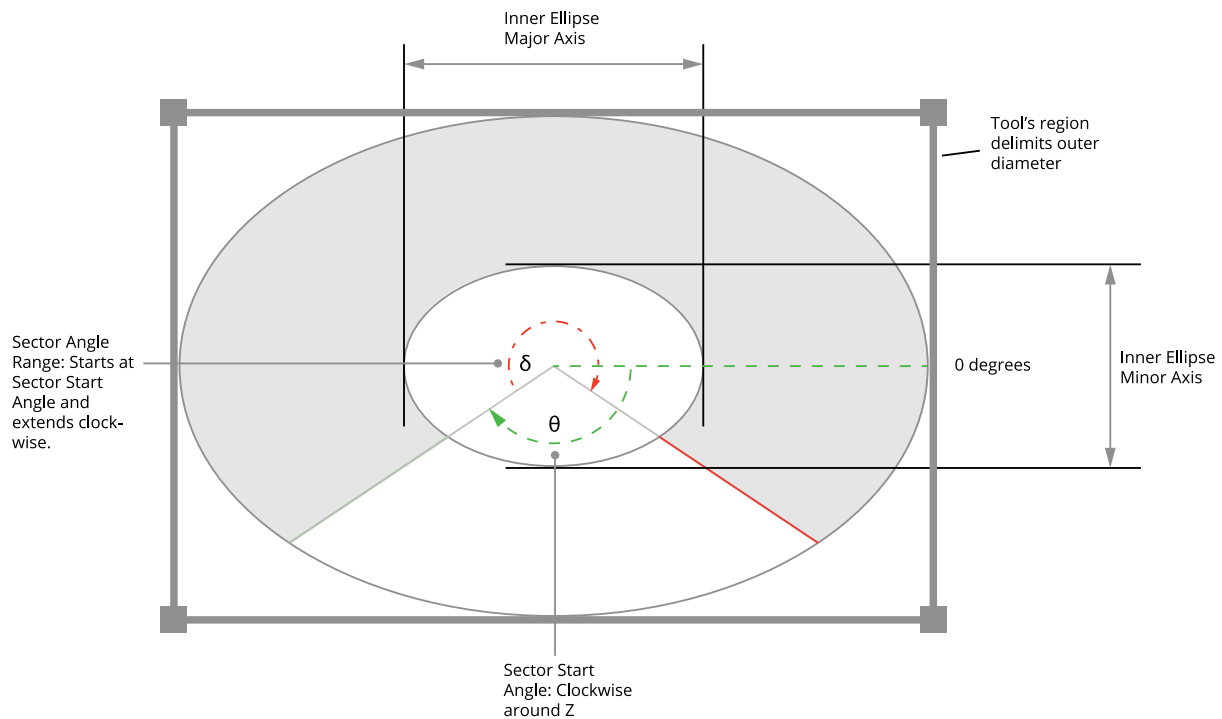 Inner Ellipse
Major Axis
Tool's region
delimits outer
diameter
Sector Angle
Range: Starts at
Sector Start
Angle and
extends clock-
wise.
δ
θ
0 degrees
Inner Ellipse
Minor Axis
Sector Start
Angle: Clockwise
around Z